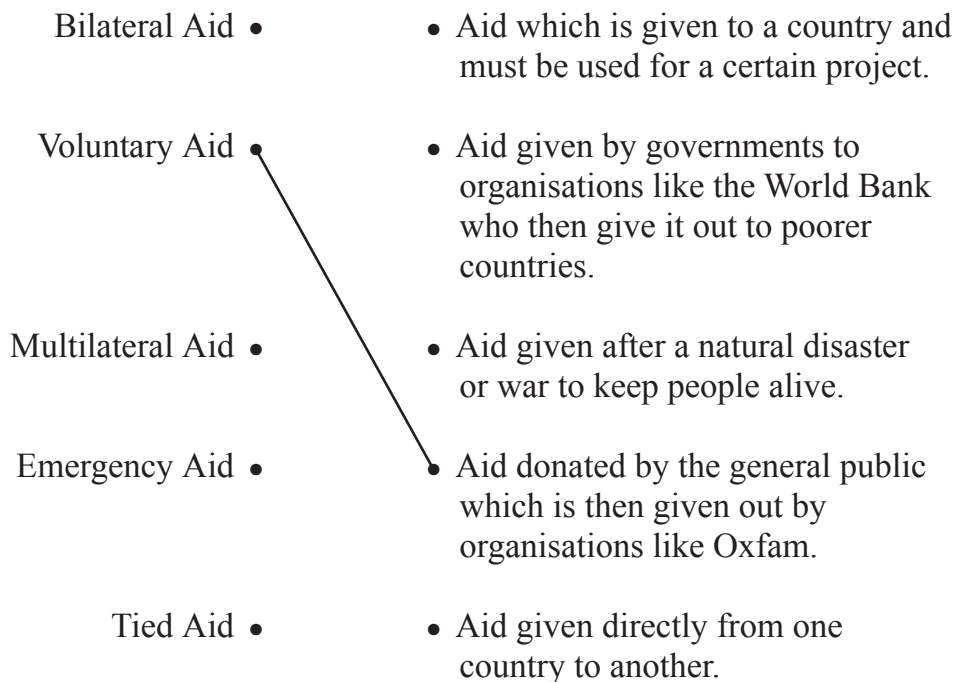 Bilateral Aid • • Aid which is given to a country and
must be used for a certain project.
Voluntary Aid • • Aid given by governments to
organisations like the World Bank
who then give it out to poorer
countries.
Multilateral Aid • • Aid given after a natural disaster
or war to keep people alive.
Emergency Aid • • Aid donated by the general public
which is then given out by
organisations like Oxfam.
Tied Aid • • Aid given directly from one
country to another.